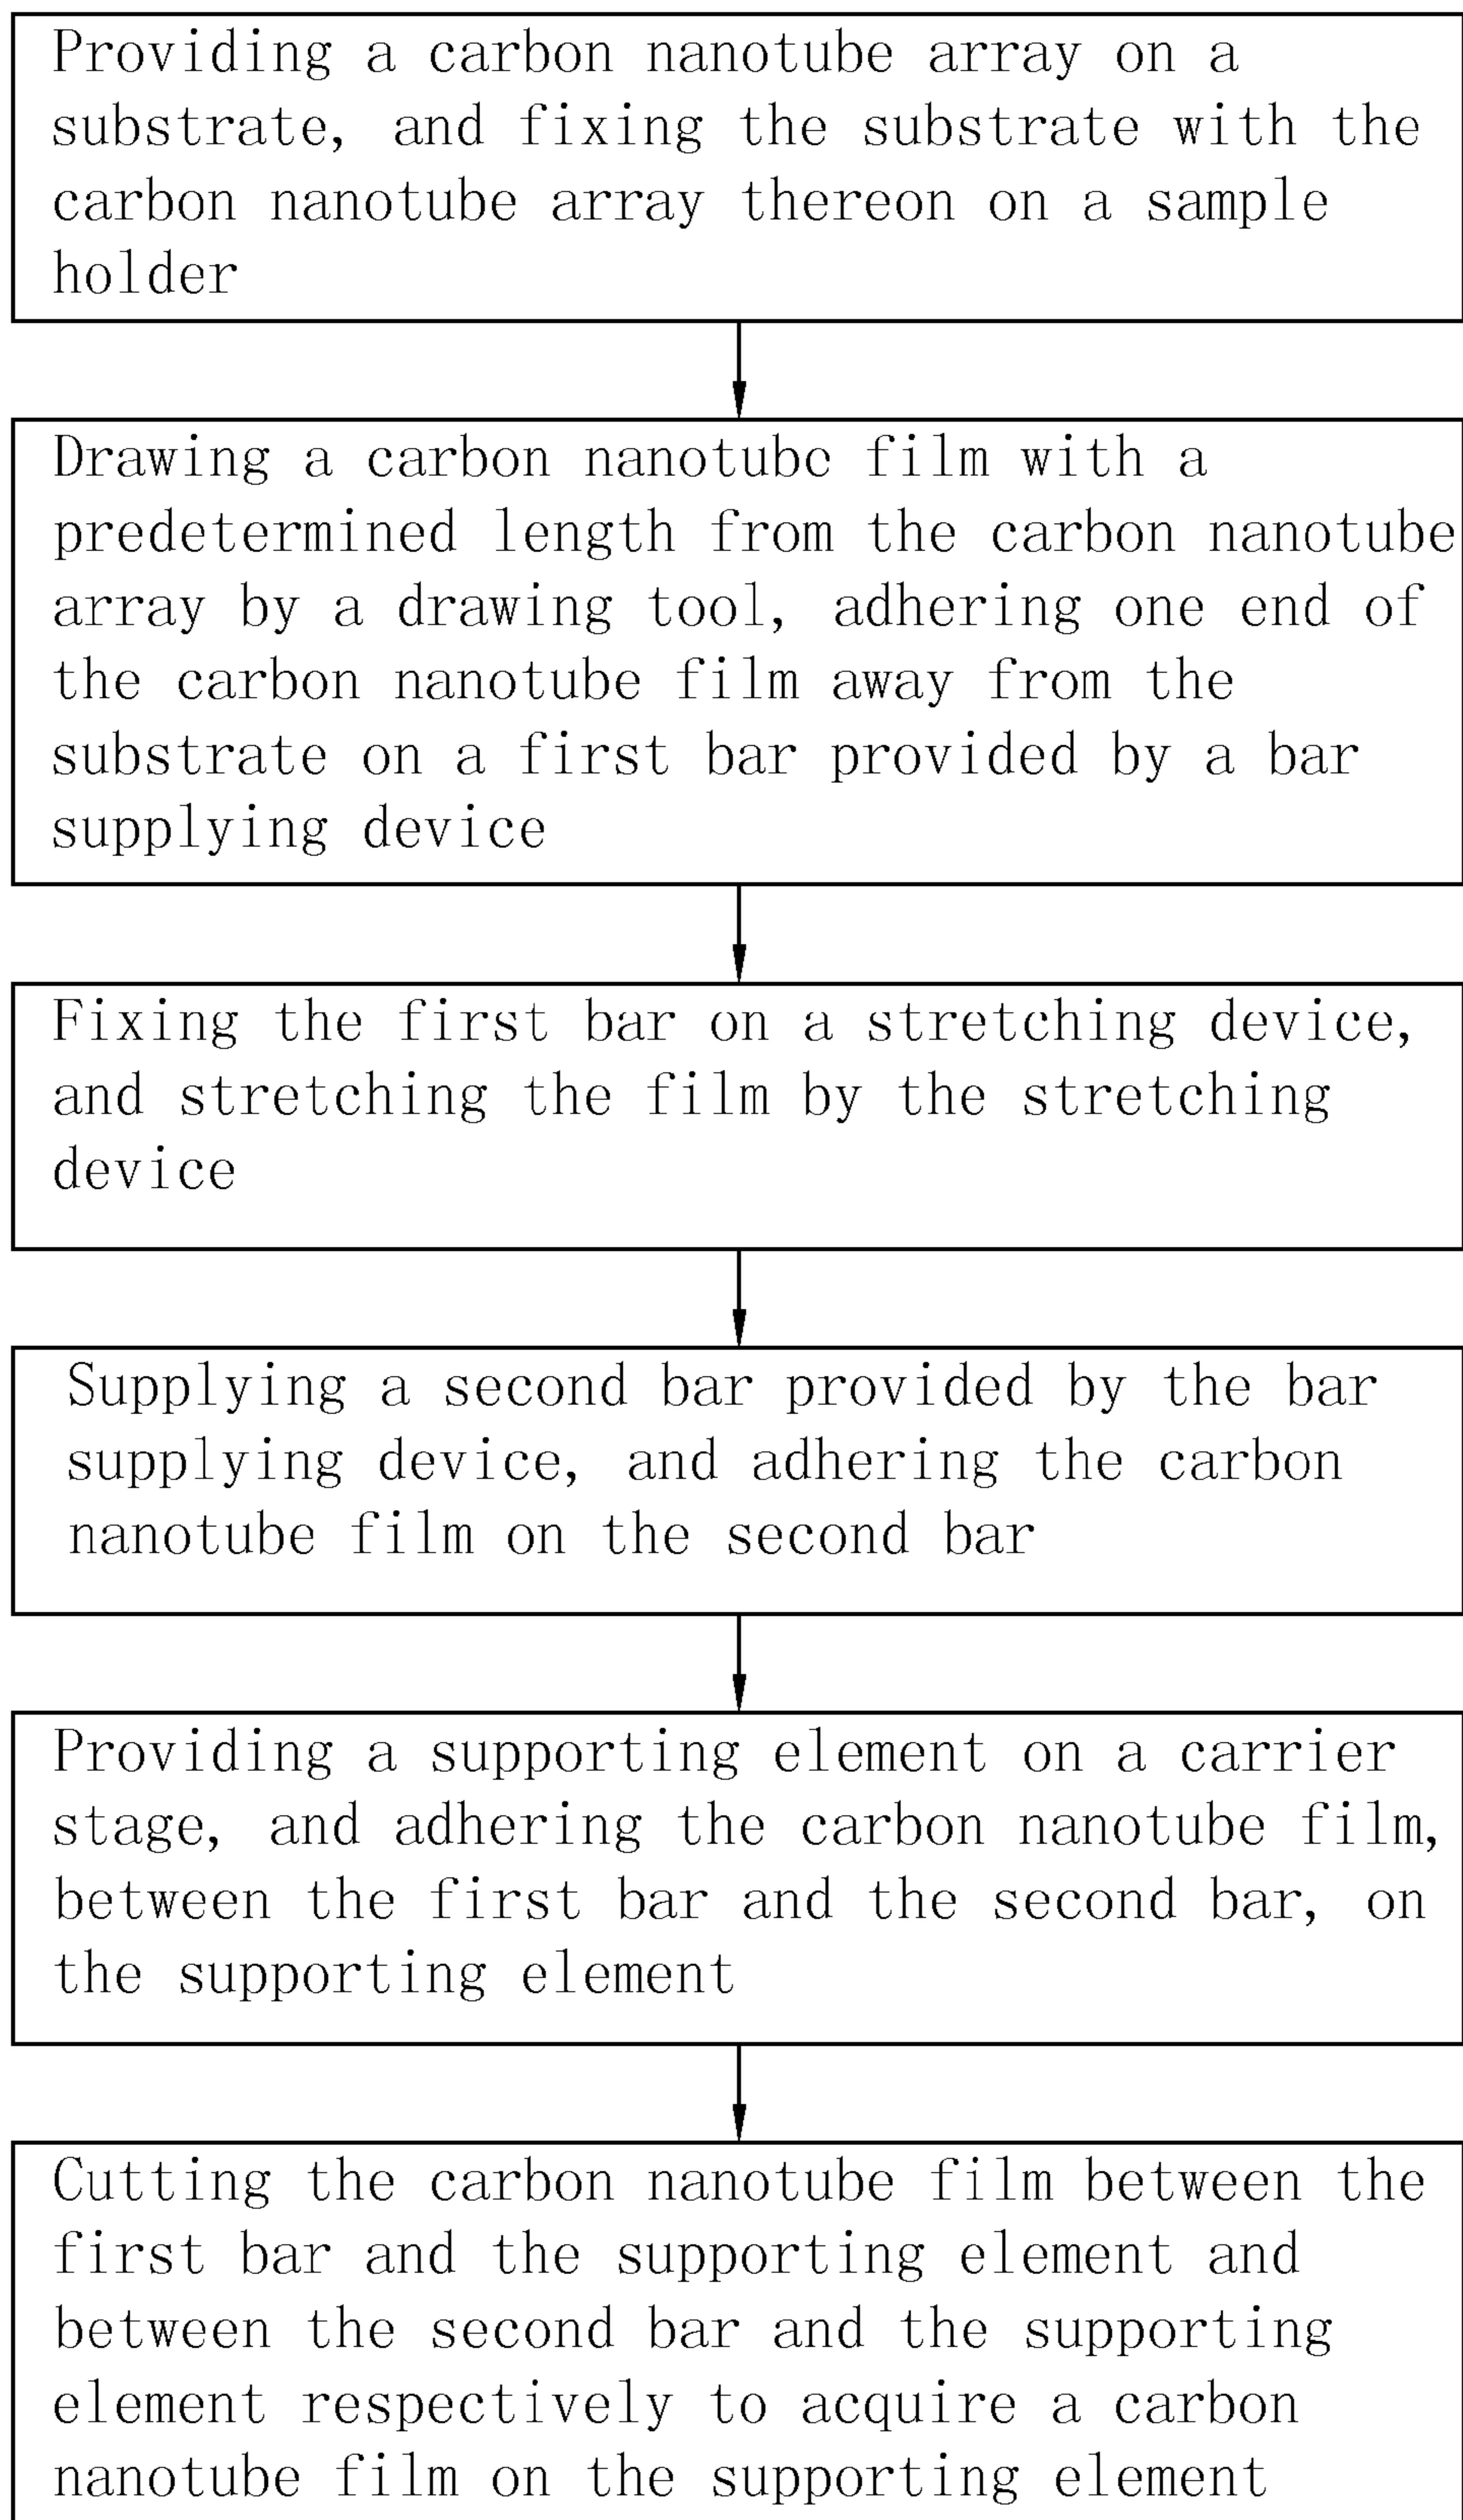 Providing a carbon nanotube array on a
substrate, and fixing the substrate with the
carbon nanotube array thereon on a sample
holder
Drawing a carbon nanotubc film with a
predetermined length from the carbon nanotube
array by a drawing tool, adhering one end of
the carbon nanotube film away from the
substrate on a first bar provided by a bar
supplying device
Fixing the first bar on a stretching device,
and stretching the film by the stretching
device
Supplying a second bar provided by the bar
supplying device, and adhering the carbon
nanotube film on the second bar
Providing a supporting element on a carrier
stage, and adhering the carbon nanotube film,
between the first bar and the second bar, on
the supporting element
Cutting the carbon nanotube film between the
first bar and the supporting element and
between the second bar and the supporting
element respectively to acquire a carbon
nanotube film on the supporting element